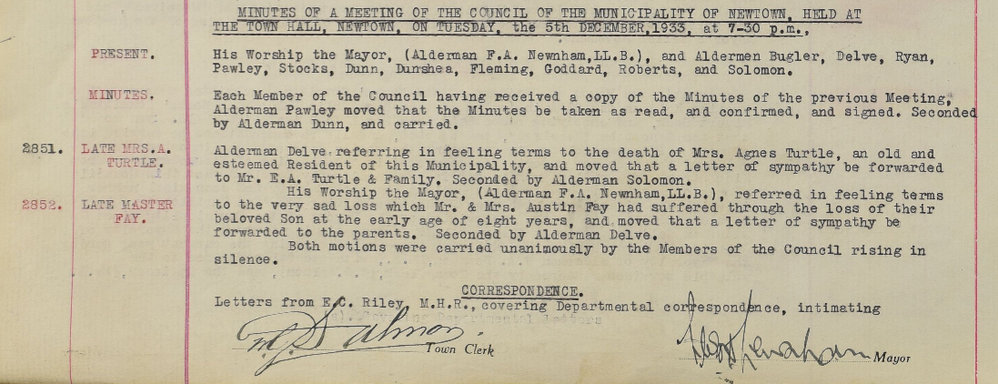 MINUTES OF A MEETING OF THE COUNCIL OF THE MUNICIPALITY OF NEWTOWN, HELD AT
THE TOWN HALL, NEWTOWN, ON TUESDAY, the 5th DECEMBER, 1933, at 7-30 p.m.,
PRESENT. His Worship the Mayor, (Alderman F.A. Newnham, LL.B.), and Aldermen Bugler, Delve, Ryan,
Pawley, Stocks, Dunn, Dunshea, Fleming, Goddard, Roberts, and Solomon.
MINUTES. Each Member of the Council having received a copy of the Minutes of the previous Meeting,
Alderman Pawley moved that the Minutes be taken as read, and confirmed, and signed. Seconded
by Alderman Dunn, and carried.
2851. LATE MRS.A. Alderman Delve referring in feeling terms to the death of Mrs. Agnes Turtle, an old and
TURTLE. esteemed Resident of this Municipality, and moved that a letter of sympathy be forwarded
to Mr. E.A. Turtle & Family. Seconded by Alderman Solomon.
His Worship the Mayor, (Alderman F.A. Newnham, LL.B.), referred in feeling terms
2852. LATE MASTER to the very sad loss which Mr. & Mrs. Austin Fay had suffered through the loss of their
FAY. beloved Son at the early age of eight years, and moved that a letter of sympathy be
forwarded to the parents. Seconded by Alderman Delve.
Both motions were carried unanimously by the Members of the Council rising in
silence.
CORRESPONDENCE.
Letters from E.C. Riley, M.H.R., covering Departmental correspondence, intimating
Town Clerk
Newnham Mayor